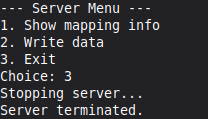 --- Server Menu ---
1. Show mapping info
2. Write data
3. Exit
Choice: 3
Stopping server...
Server terminated.